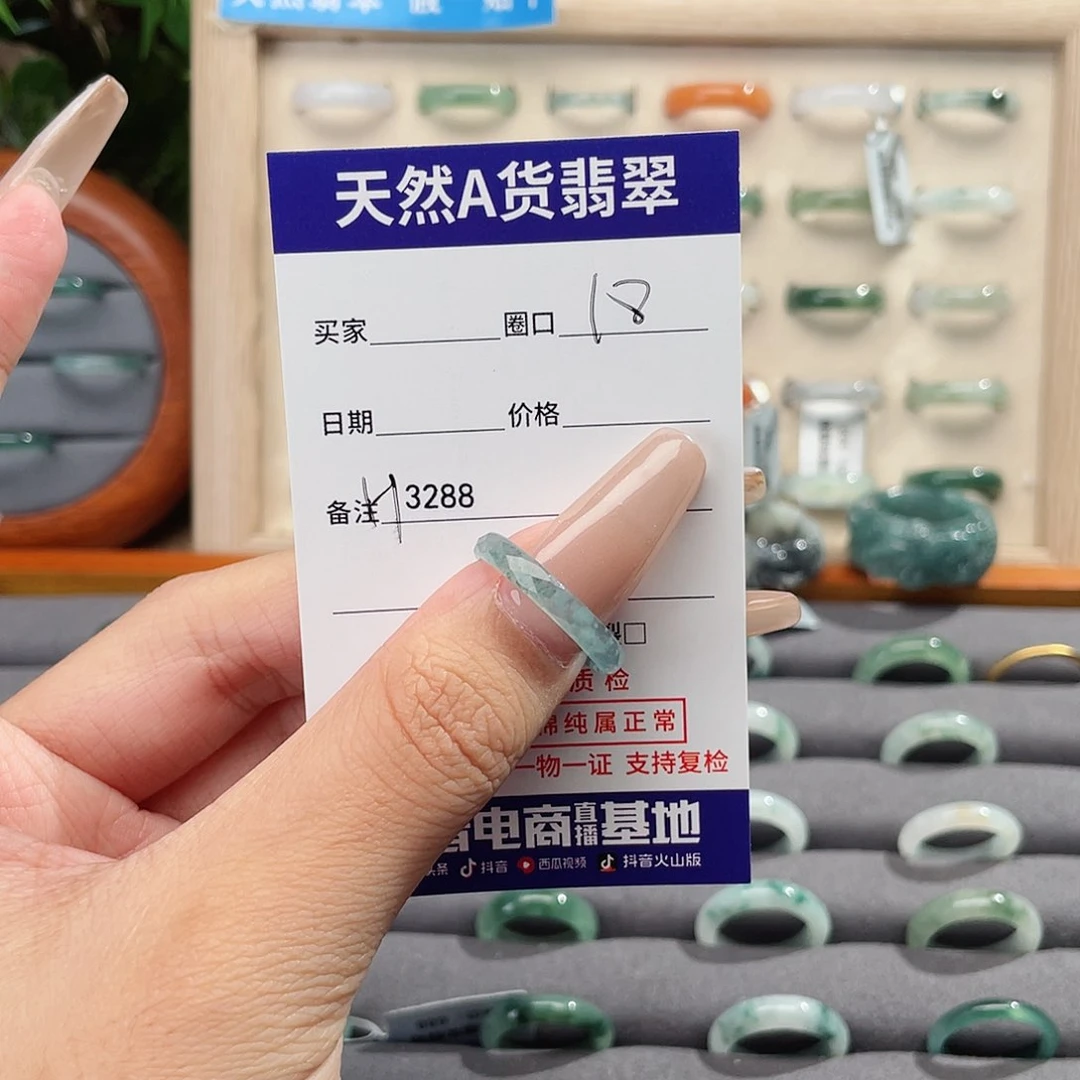 天然A货翡翠
买家 圈口 18
日期 价格
备注 3288
质检
棉纯属正常
一物一证 支持复检
电商直播基地
抖音 西瓜视频 抖音火山版